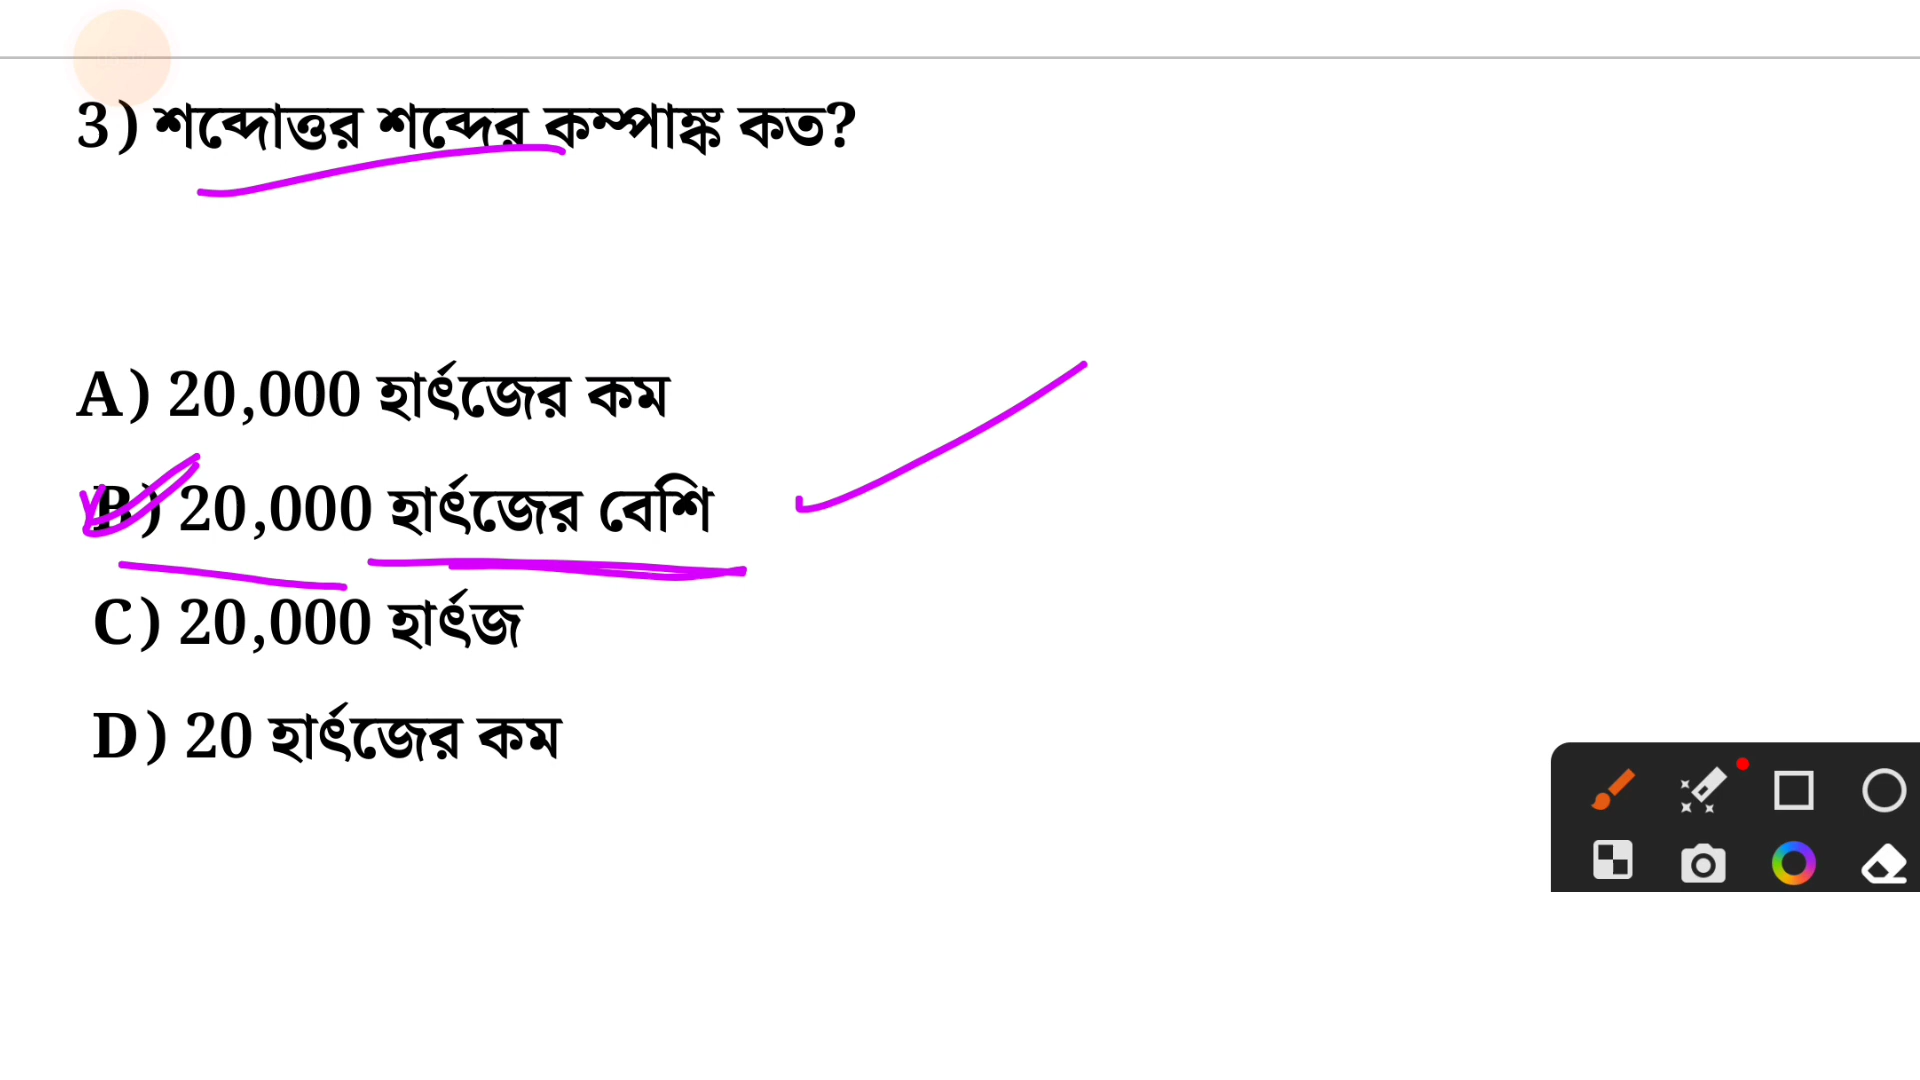 3) শব্দোত্তর শব্দের কম্পাঙ্ক কত?
A) 20,000 হার্ৎজের কম
B) 20,000 হার্ৎজের বেশি
C) 20,000 হার্ৎজ
D) 20 হার্ৎজের কম